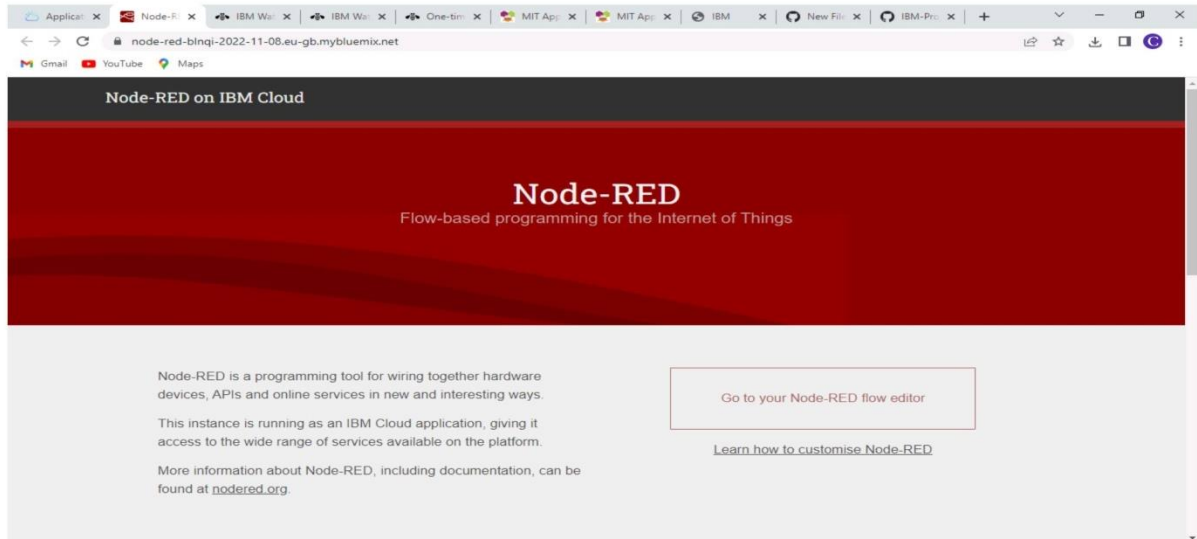 Applicat
Node-R
IBM Wat
IBM Wat
One-tim
MIT App
MIT App
IBM
New File
IBM-Pro
node-red-blnqi-2022-11-08.eu-gb.mybluemix.net
C
Gmail
YouTube
Maps
Node-RED on IBM Cloud
Node-RED
Flow-based programming for the Internet of Things
Node-RED is a programming tool for wiring together hardware
devices, APIs and online services in new and interesting ways.
This instance is running as an IBM Cloud application, giving it
access to the wide range of services available on the platform.
More information about Node-RED, including documentation, can be
found at nodered.org.
Go to your Node-RED flow editor
Learn how to customise Node-RED